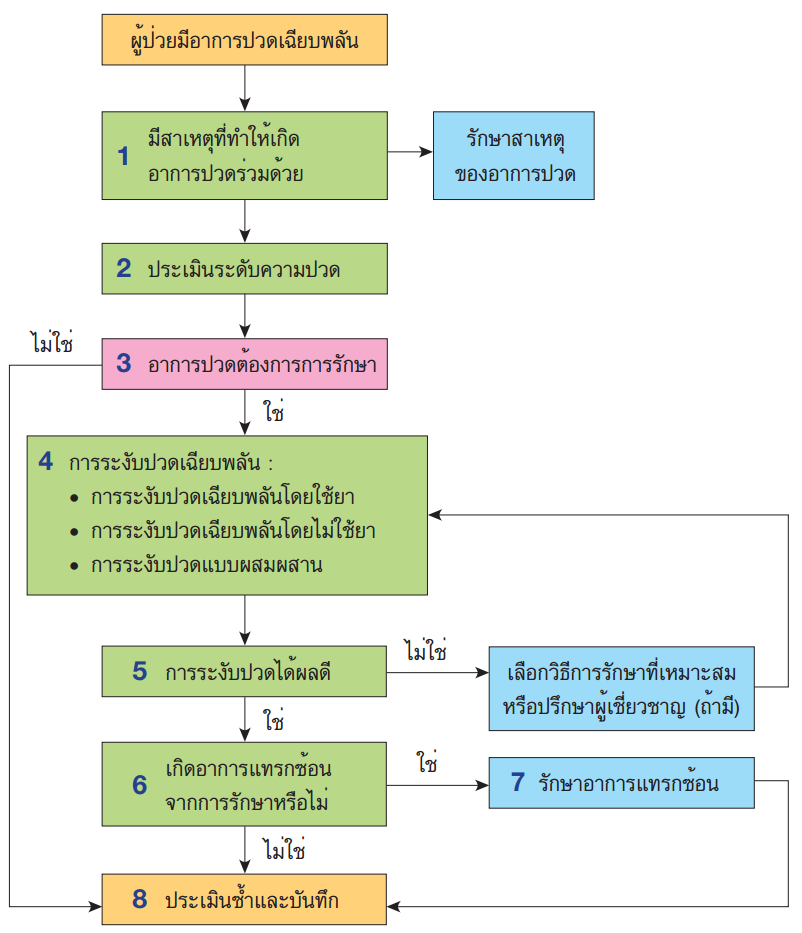 ผู้ป่วยมีอาการปวดเฉียบพลัน
1 มีสาเหตุที่ทำให้เกิด
อาการปวดร่วมด้วย
รักษาสาเหตุ
ของอาการปวด
2 ประเมินระดับความปวด
ไม่ใช่
3 อาการปวดต้องการการรักษา
ใช่
4 การระงับปวดเฉียบพลัน :
• การระงับปวดเฉียบพลันโดยใช้ยา
• การระงับปวดเฉียบพลันโดยไม่ใช้ยา
• การระงับปวดแบบผสมผสาน
5 การระงับปวดได้ผลดี
ไม่ใช่
เลือกวิธีการรักษาที่เหมาะสม
หรือปรึกษาผู้เชี่ยวชาญ (ถ้ามี)
ใช่
6 เกิดอาการแทรกซ้อน
จากการรักษาหรือไม่
ใช่
7 รักษาอาการแทรกซ้อน
ไม่ใช่
8 ประเมินซ้ำและบันทึก